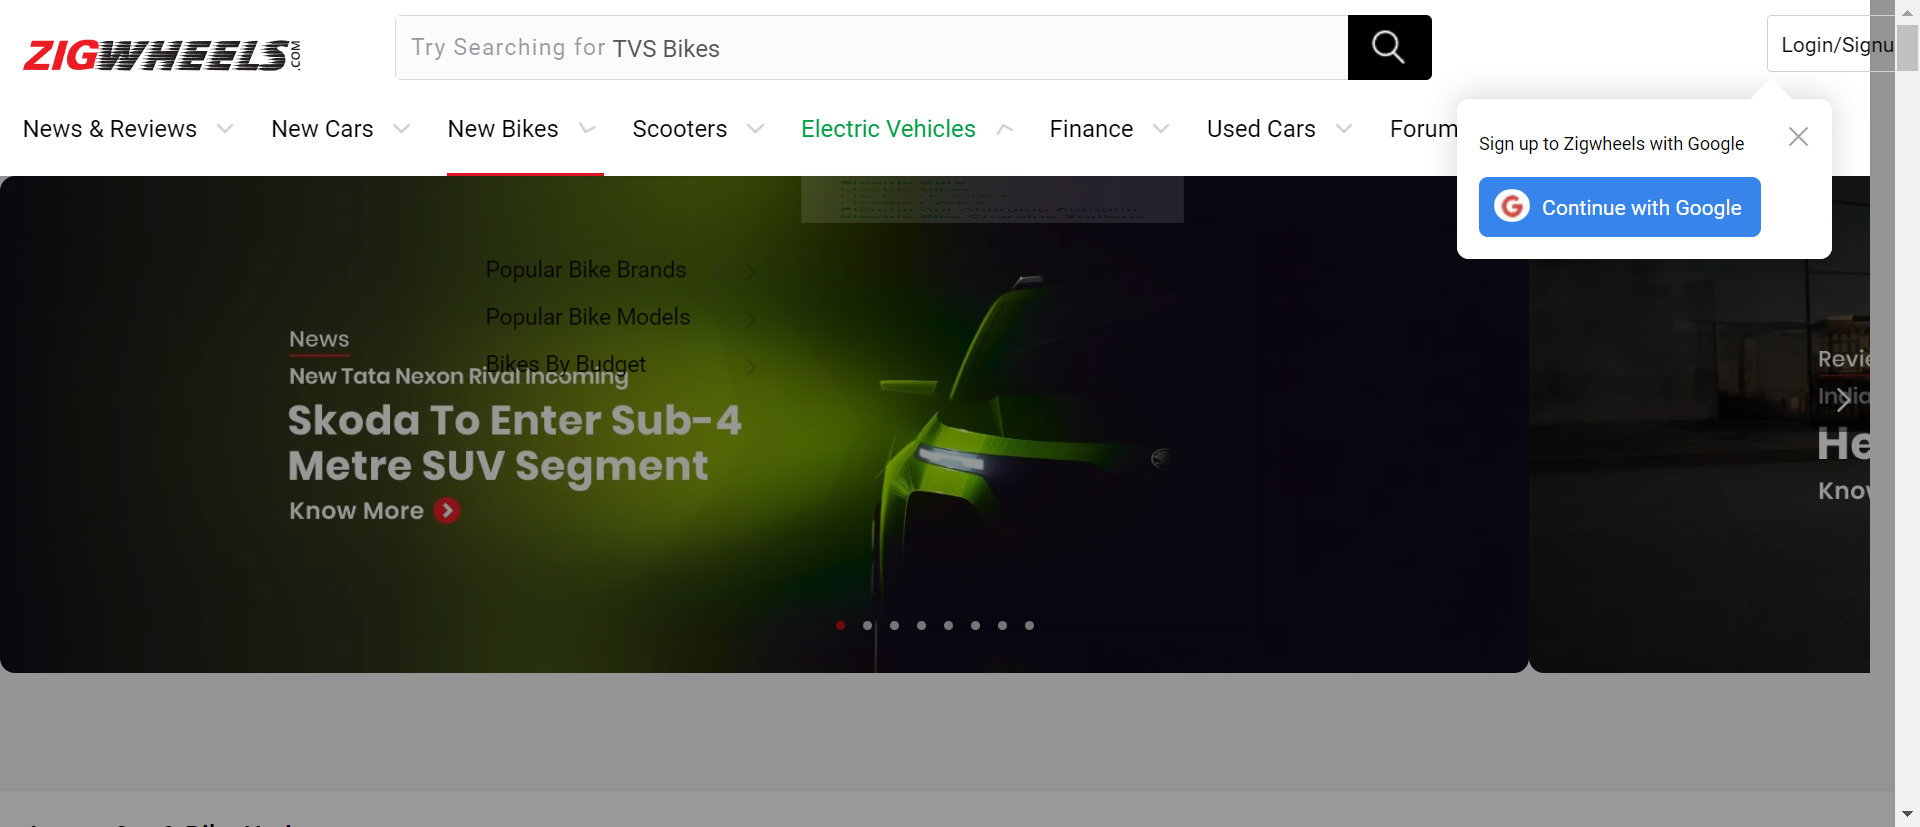 ZIGWHEELS.COM
Try Searching for TVS Bikes
Login/Signu
News & Reviews
New Cars
New Bikes
Scooters
Electric Vehicles
Finance
Used Cars
Forum
Sign up to Zigwheels with Google
Continue with Google
Popular Bike Brands
Popular Bike Models
Bikes By Budget
News
New Tata Nexon Rival Incoming
Skoda To Enter Sub-4
Metre SUV Segment
Know More
Revie
India
He
Know